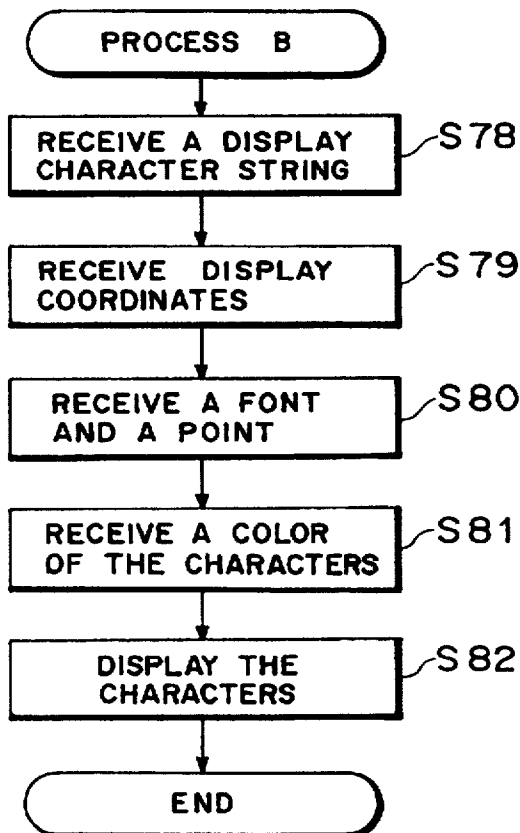 PROCESS B
RECEIVE A DISPLAY
CHARACTER STRING
S78
RECEIVE DISPLAY
COORDINATES
S79
RECEIVE A FONT
AND A POINT
S80
RECEIVE A COLOR
OF THE CHARACTERS
S81
DISPLAY THE
CHARACTERS
S82
END